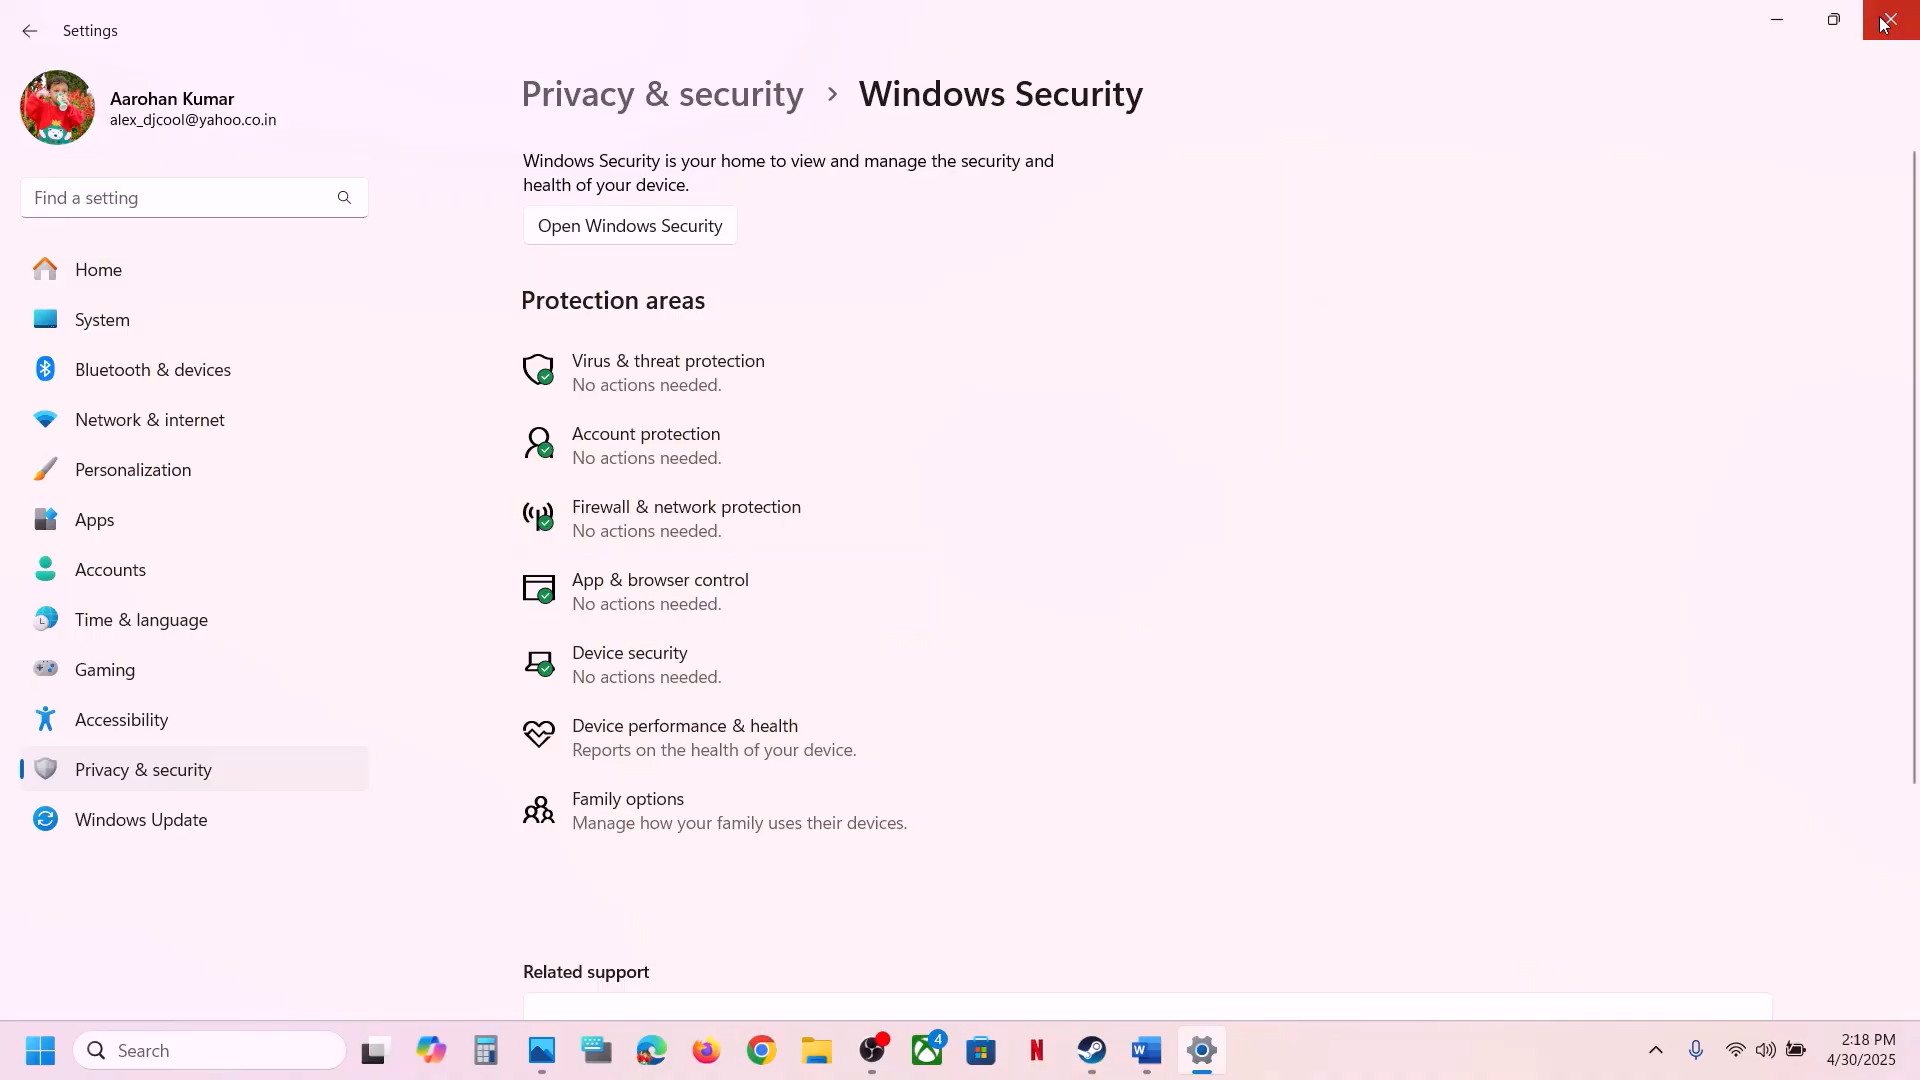 Settings
Aarohan Kumar
alex_djcool@yahoo.co.in
Find a setting
Home
System
Bluetooth & devices
Network & internet
Personalization
Apps
Accounts
Time & language
Gaming
Accessibility
Privacy & security
Windows Update
Privacy & security > Windows Security
Windows Security is your home to view and manage the security and
health of your device.
Open Windows Security
Protection areas
Virus & threat protection
No actions needed.
Account protection
No actions needed.
Firewall & network protection
No actions needed.
App & browser control
No actions needed.
Device security
No actions needed.
Device performance & health
Reports on the health of your device.
Family options
Manage how your family uses their devices.
Related support
Search
4
2:18 PM
4/30/2025